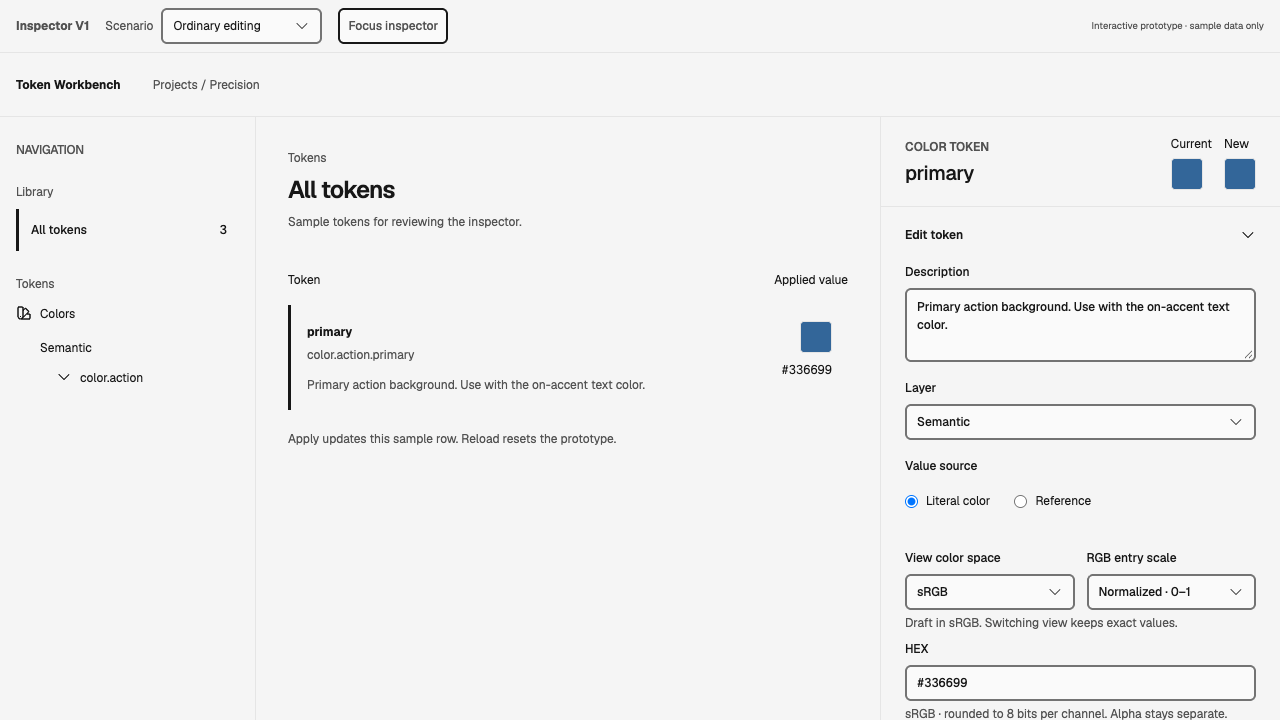 Inspector V1 Scenario Ordinary editing Focus inspector Interactive prototype · sample data only
Token Workbench Projects / Precision
NAVIGATION
Library
All tokens 3
Tokens
Colors
Semantic
color.action
Tokens
All tokens
Sample tokens for reviewing the inspector.
Token Applied value
primary
color.action.primary
#336699
Primary action background. Use with the on-accent text color.
Apply updates this sample row. Reload resets the prototype.
COLOR TOKEN
primary
Current New
Edit token
Description
Primary action background. Use with the on-accent text
color.
Layer
Semantic
Value source
Literal color Reference
View color space RGB entry scale
sRGB Normalized · 0–1
Draft in sRGB. Switching view keeps exact values.
HEX
#336699
sRGB · rounded to 8 bits per channel. Alpha stays separate.